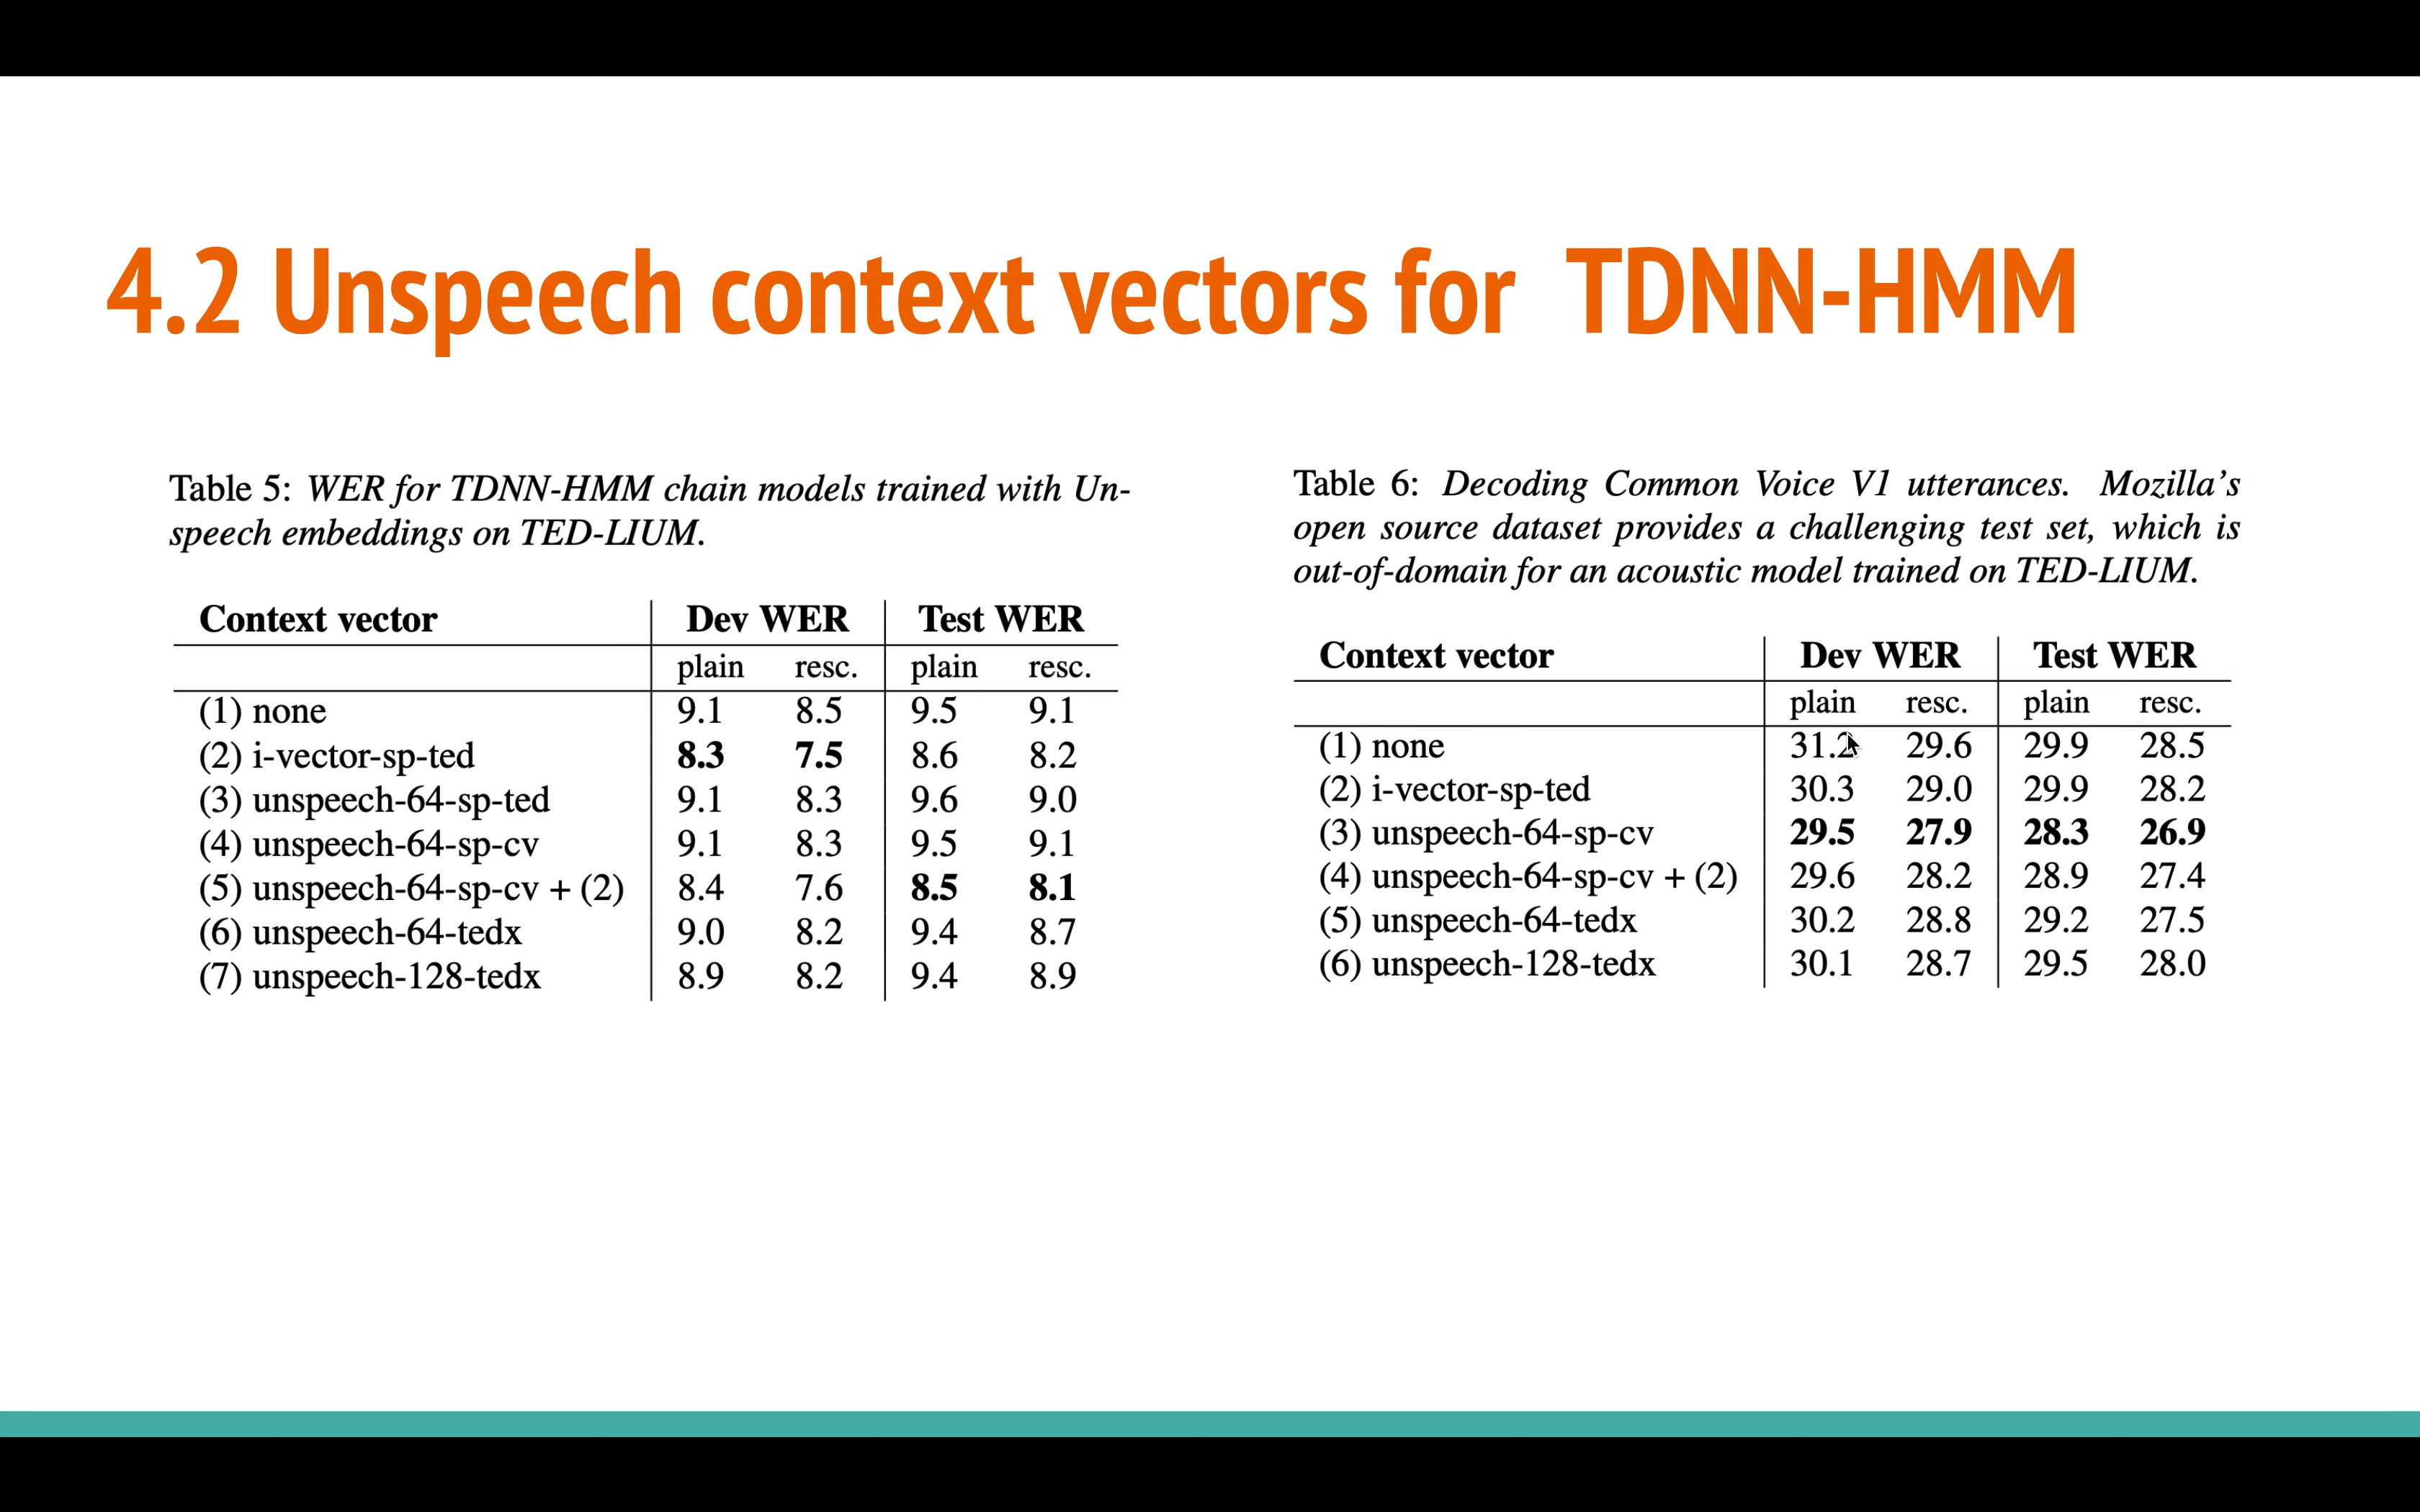 4.2 Unspeech context vectors for TDNN-HMM
Table 5: WER for TDNN-HMM chain models trained with Un-
speech embeddings on TED-LIUM.
Context vector Dev WER Test WER
plain resc. plain resc.
(1) none 9.1 8.5 9.5 9.1
(2) i-vector-sp-ted 8.3 7.5 8.6 8.2
(3) unspeech-64-sp-ted 9.1 8.3 9.6 9.0
(4) unspeech-64-sp-cv 9.1 8.3 9.5 9.1
(5) unspeech-64-sp-cv + (2) 8.4 7.6 8.5 8.1
(6) unspeech-64-tedx 9.0 8.2 9.4 8.7
(7) unspeech-128-tedx 8.9 8.2 9.4 8.9
Table 6: Decoding Common Voice V1 utterances. Mozilla's
open source dataset provides a challenging test set, which is
out-of-domain for an acoustic model trained on TED-LIUM.
Context vector Dev WER Test WER
plain resc. plain resc.
(1) none 31.2 29.6 29.9 28.5
(2) i-vector-sp-ted 30.3 29.0 29.9 28.2
(3) unspeech-64-sp-cv 29.5 27.9 28.3 26.9
(4) unspeech-64-sp-cv + (2) 29.6 28.2 28.9 27.4
(5) unspeech-64-tedx 30.2 28.8 29.2 27.5
(6) unspeech-128-tedx 30.1 28.7 29.5 28.0